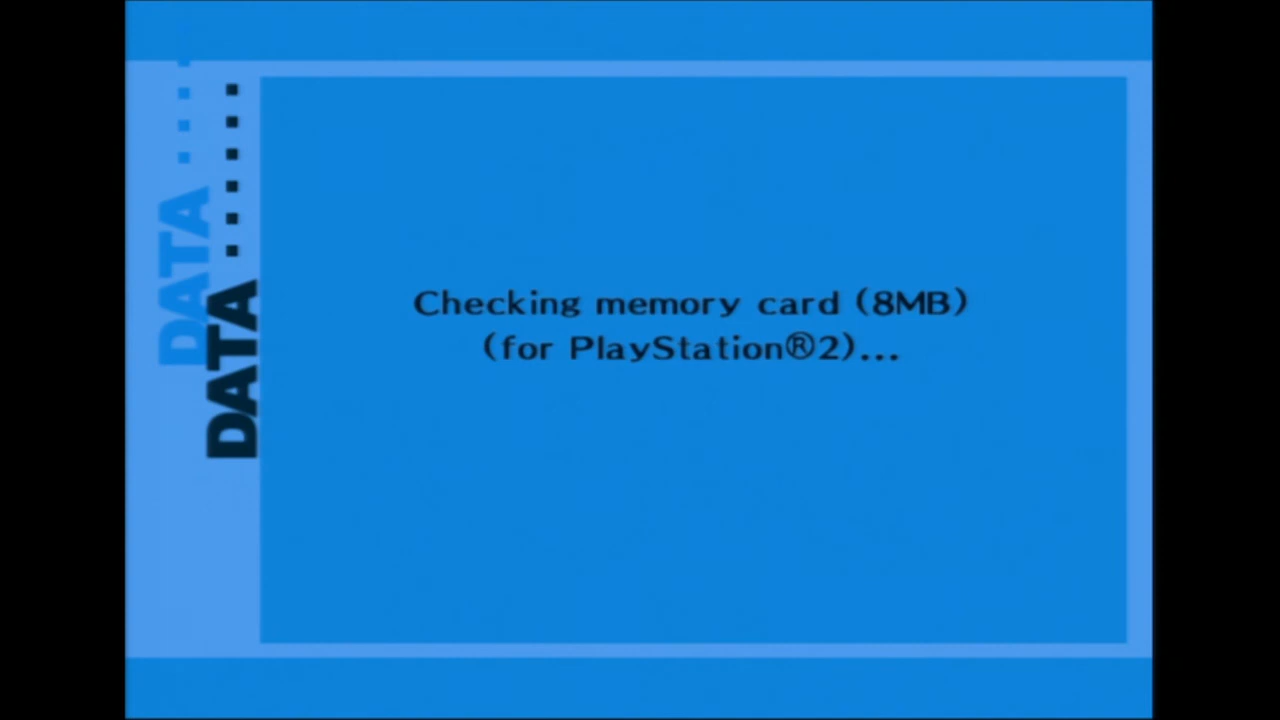 DATA ....
DATA ......
Checking memory card (8MB)
(for PlayStation®2)...